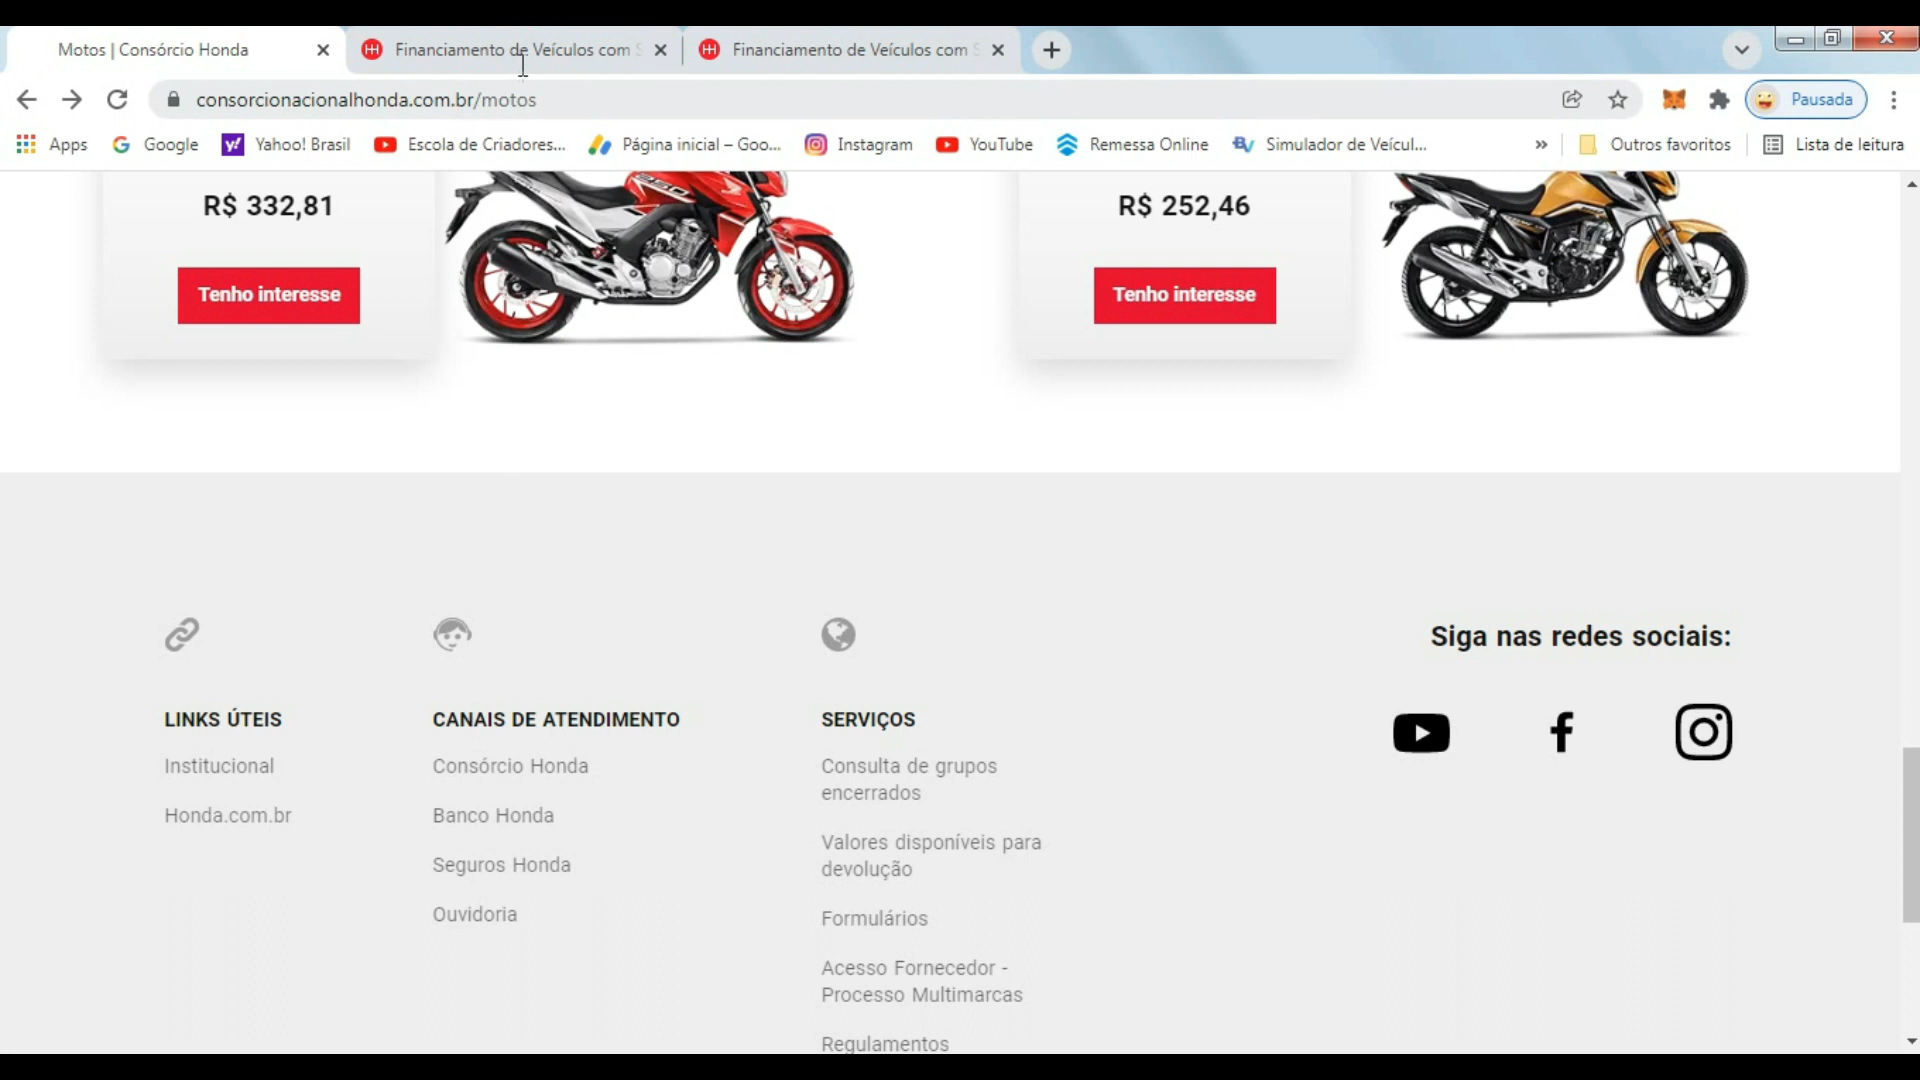 Motos | Consórcio Honda
Financiamento de Veículos com S
Financiamento de Veículos com S
consorcionacionalhonda.com.br/motos
Pausada
Apps
Google
Yahoo! Brasil
Escola de Criadores...
Página inicial – Goo...
Instagram
YouTube
Remessa Online
BV
Simulador de Veícul...
Outros favoritos
Lista de leitura
R$ 332,81
R$ 252,46
Tenho interesse
Tenho interesse
Siga nas redes sociais:
LINKS ÚTEIS
Institucional
Honda.com.br
CANAIS DE ATENDIMENTO
Consórcio Honda
Banco Honda
Seguros Honda
Ouvidoria
SERVIÇOS
Consulta de grupos
encerrados
Valores disponíveis para
devolução
Formulários
Acesso Fornecedor -
Processo Multimarcas
Regulamentos